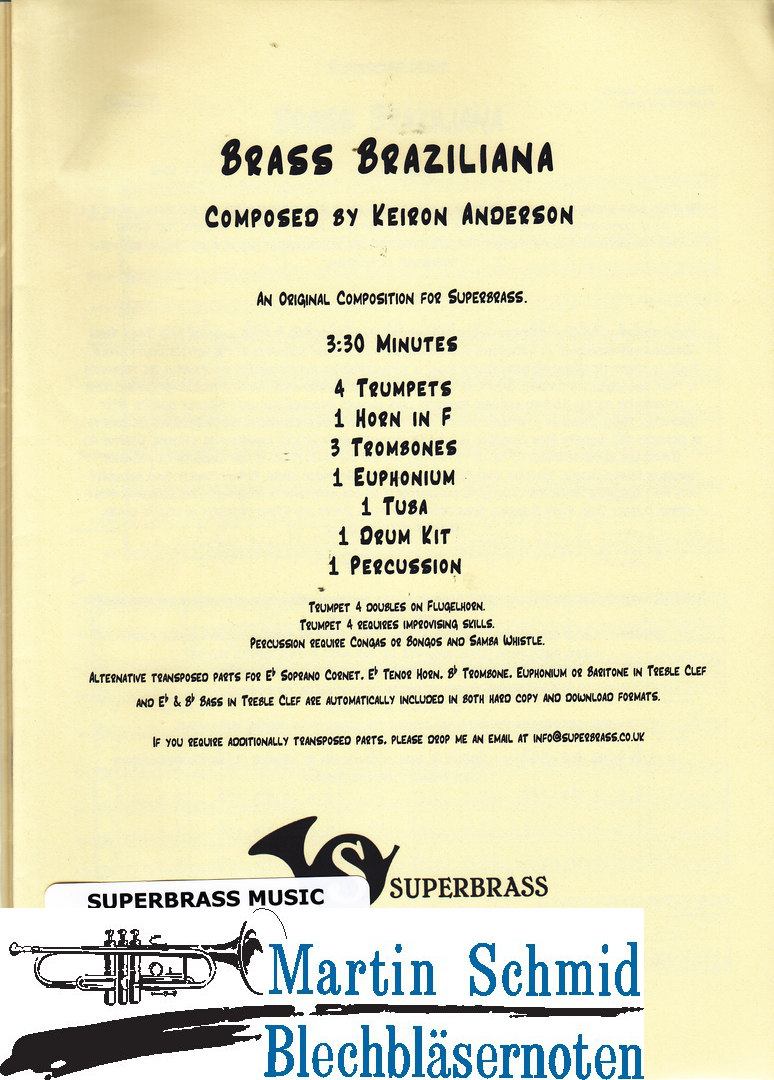 Brass Braziliana
Composed by Keiron Anderson
An Original Composition for Superbrass.
3:30 Minutes
4 Trumpets
1 Horn in F
3 Trombones
1 Euphonium
1 Tuba
1 Drum Kit
1 Percussion
Trumpet 4 doubles on Flugelhorn.
Trumpet 4 requires improvising skills.
Percussion require Congas or Bongos and Samba Whistle.
Alternative transposed parts for E♭ Soprano Cornet, E♭ Tenor Horn, B♭ Trombone, Euphonium or Baritone in Treble Clef
and E♭ & B♭ Bass in Treble Clef are automatically included in both hard copy and download formats.
If you require additionally transposed parts, please drop me an email at info@superbrass.co.uk
S SUPERBRASS
SUPERBRASS MUSIC
Martin Schmid
Blechbläsernoten